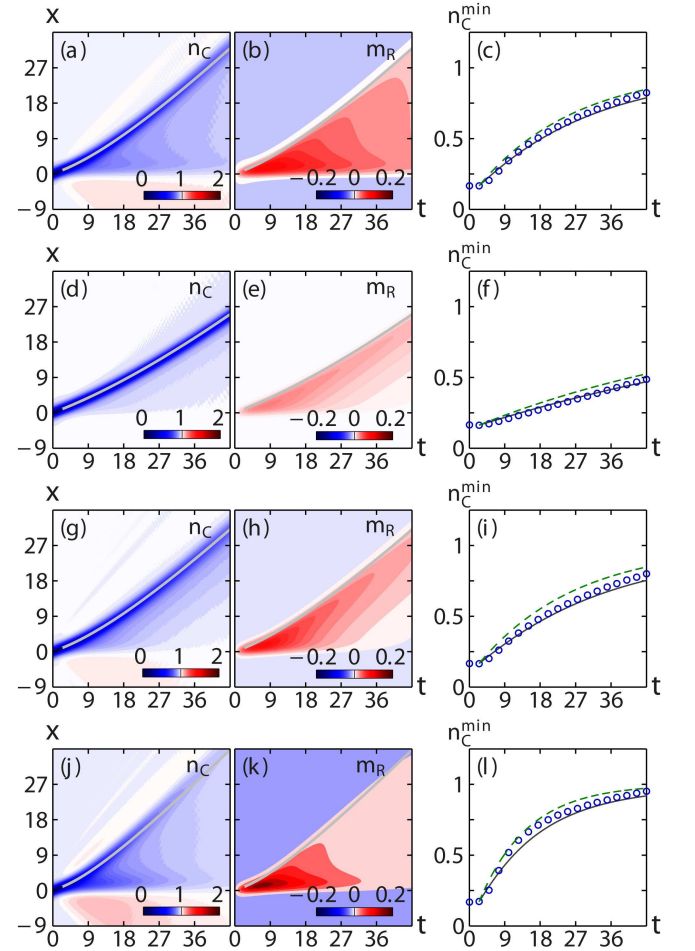 x n_C^min
(a) n_C (b) m_R (c)
27 18 9 0 −9
0 1 2 −0.2 0 0.2
1 0.5 0
0 9 18 27 36 0 9 18 27 36 t 0 9 18 27 36 t
x n_C^min
(d) n_C (e) m_R (f)
27 18 9 0 −9
0 1 2 −0.2 0 0.2
1 0.5 0
0 9 18 27 36 0 9 18 27 36 t 0 9 18 27 36 t
x n_C^min
(g) n_C (h) m_R (i)
27 18 9 0 −9
0 1 2 −0.2 0 0.2
1 0.5 0
0 9 18 27 36 0 9 18 27 36 t 0 9 18 27 36 t
x n_C^min
(j) n_C (k) m_R (l)
27 18 9 0 −9
0 1 2 −0.2 0 0.2
1 0.5 0
0 9 18 27 36 0 9 18 27 36 t 0 9 18 27 36 t